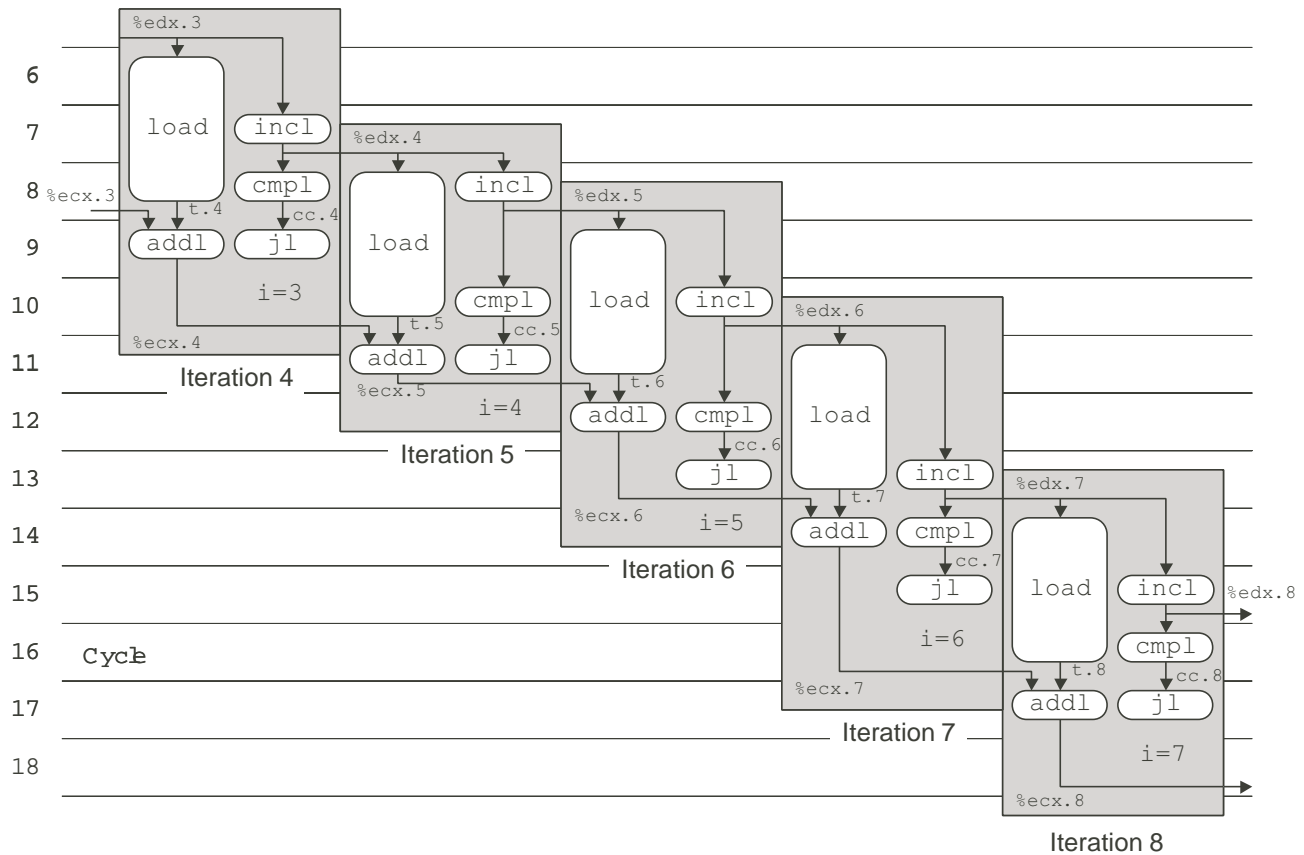 %edx.3
6
load
7
incl
%edx.4
8
%ecx.3
cmpl
incl
%edx.5
t.4
cc.4
9
addl
jl
load
i=3
10
cmpl
load
incl
%edx.6
t.5
cc.5
%ecx.4
11
addl
jl
Iteration 4
%ecx.5
t.6
i=4
12
addl
cmpl
load
Iteration 5
cc.6
13
jl
incl
%edx.7
t.7
%ecx.6
i=5
14
addl
cmpl
Iteration 6
cc.7
15
jl
load
incl
%edx.8
i=6
16
Cycle
cmpl
t.8
cc.8
%ecx.7
17
addl
jl
Iteration 7
i=7
18
%ecx.8
Iteration 8